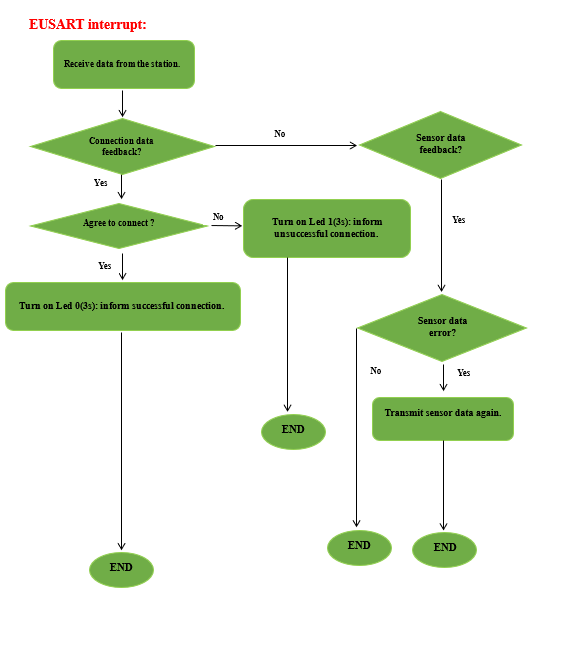 EUSART interrupt:
Receive data from the station.
Connection data
feedback?
No
Sensor data
feedback?
Yes
Agree to connect ?
No
Turn on Led 1(3s): inform
unsuccessful connection.
Yes
Yes
Turn on Led 0(3s): inform successful connection.
Sensor data
error?
No
Yes
Transmit sensor data again.
END
END
END
END